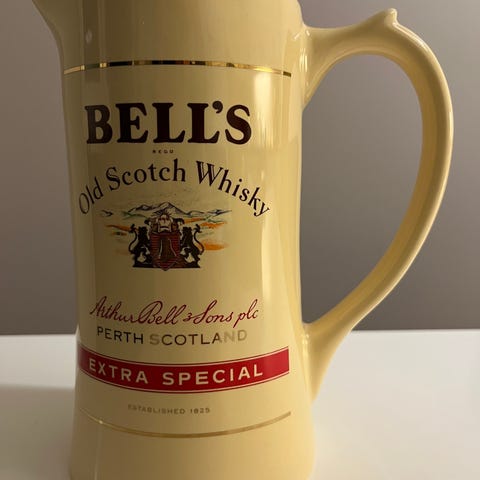 BELL'S
REGD
Old Scotch Whisky
Arthur Bell & Sons plc
PERTH SCOTLAND
EXTRA SPECIAL
ESTABLISHED 1825